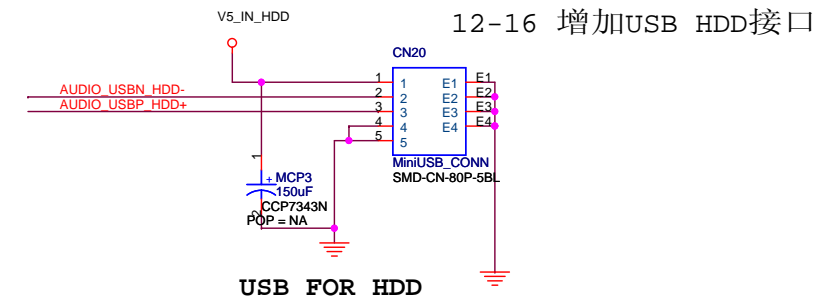 V5_IN_HDD
12-16 增加USB HDD接口
CN20
AUDIO_USBN_HDD-
AUDIO_USBP_HDD+
1 1 E1 E1
2 2 E2 E2
3 3 E3 E3
4 4 E4 E4
5 5
MiniUSB_CONN
SMD-CN-80P-5BL
1
+ MCP3
150uF
CCP7343N
2
POP = NA
USB FOR HDD